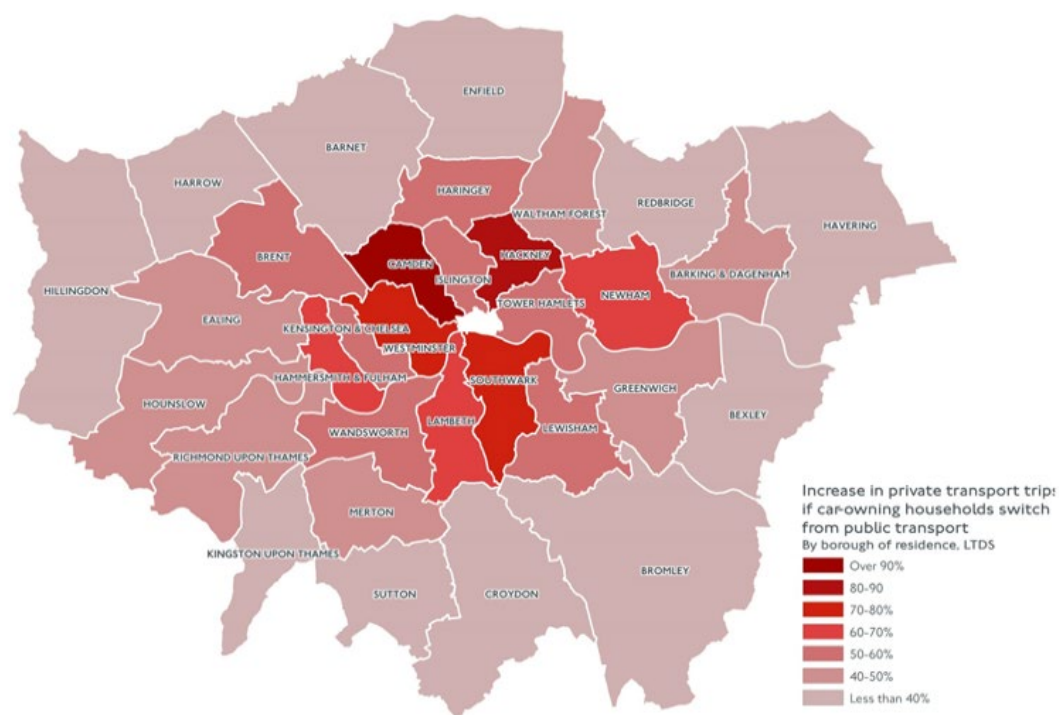 ENFIELD
BARNET
HARROW
HARINGEY
WALTHAM FOREST
REDBRIDGE
HAVERING
BRENT
CAMDEN
HACKNEY
ISLINGTON
BARKING & DAGENHAM
HILLINGDON
NEWHAM
TOWER HAMLETS
EALING
KENSINGTON & CHELSEA
WESTMINSTER
HAMMERSMITH & FULHAM
SOUTHWARK
GREENWICH
HOUNSLOW
BEXLEY
LAMBETH
WANDSWORTH
LEWISHAM
RICHMOND UPON THAMES
MERTON
KINGSTON UPON THAMES
BROMLEY
SUTTON
CROYDON
Increase in private transport trips
if car-owning households switch
from public transport
By borough of residence, LTDS
Over 90%
80-90
70-80%
60-70%
50-60%
40-50%
Less than 40%